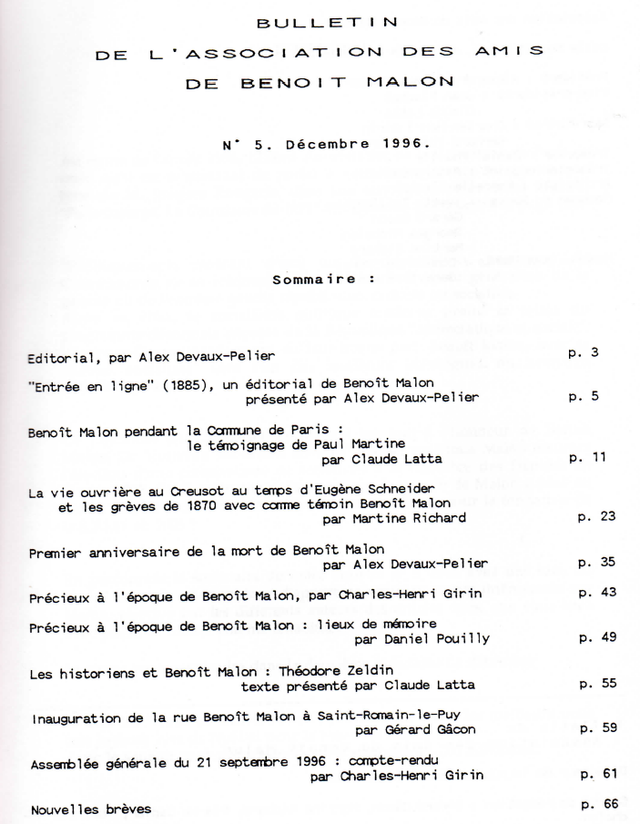 BULLETIN
DE L'ASSOCIATION DES AMIS
DE BENOIT MALON
N° 5. Décembre 1996.
Sommaire :
Editorial, par Alex Devaux-Pelier p. 3
"Entrée en ligne" (1885), un éditorial de Benoît Malon
présenté par Alex Devaux-Pelier p. 5
Benoît Malon pendant la Commune de Paris :
le témoignage de Paul Martine
par Claude Latta p. 11
La vie ouvrière au Creusot au temps d'Eugène Schneider
et les grèves de 1870 avec comme témoin Benoît Malon
par Martine Richard p. 23
Premier anniversaire de la mort de Benoît Malon
par Alex Devaux-Pelier p. 35
Précieux à l'époque de Benoît Malon, par Charles-Henri Girin p. 43
Précieux à l'époque de Benoît Malon : lieux de mémoire
par Daniel Pouilly p. 49
Les historiens et Benoît Malon : Théodore Zeldin
texte présenté par Claude Latta p. 55
Inauguration de la rue Benoît Malon à Saint-Romain-le-Puy
par Gérard Gâcon p. 59
Assemblée générale du 21 septembre 1996 : compte-rendu
par Charles-Henri Girin p. 61
Nouvelles brèves p. 66